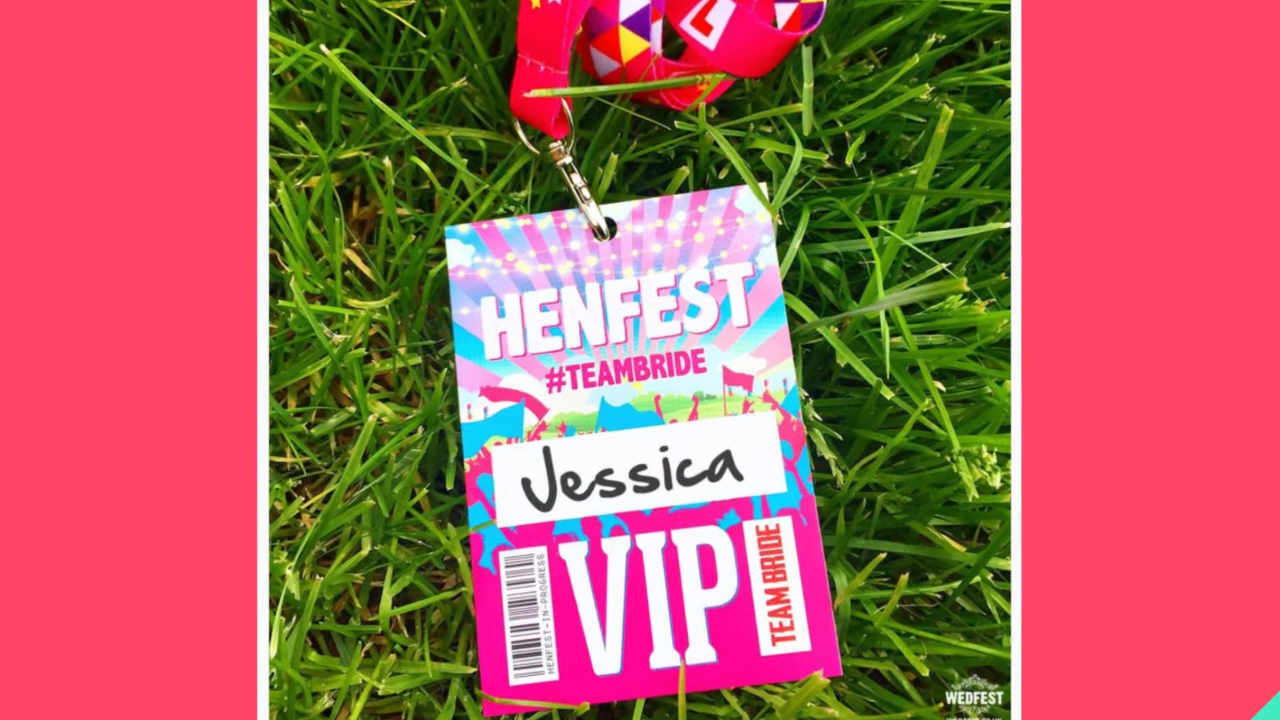 L
HENFEST
#TEAMBRIDE
Jessica
VIP
HENFEST-IN-PROGRESS
TEAM BRIDE
WEDFEST